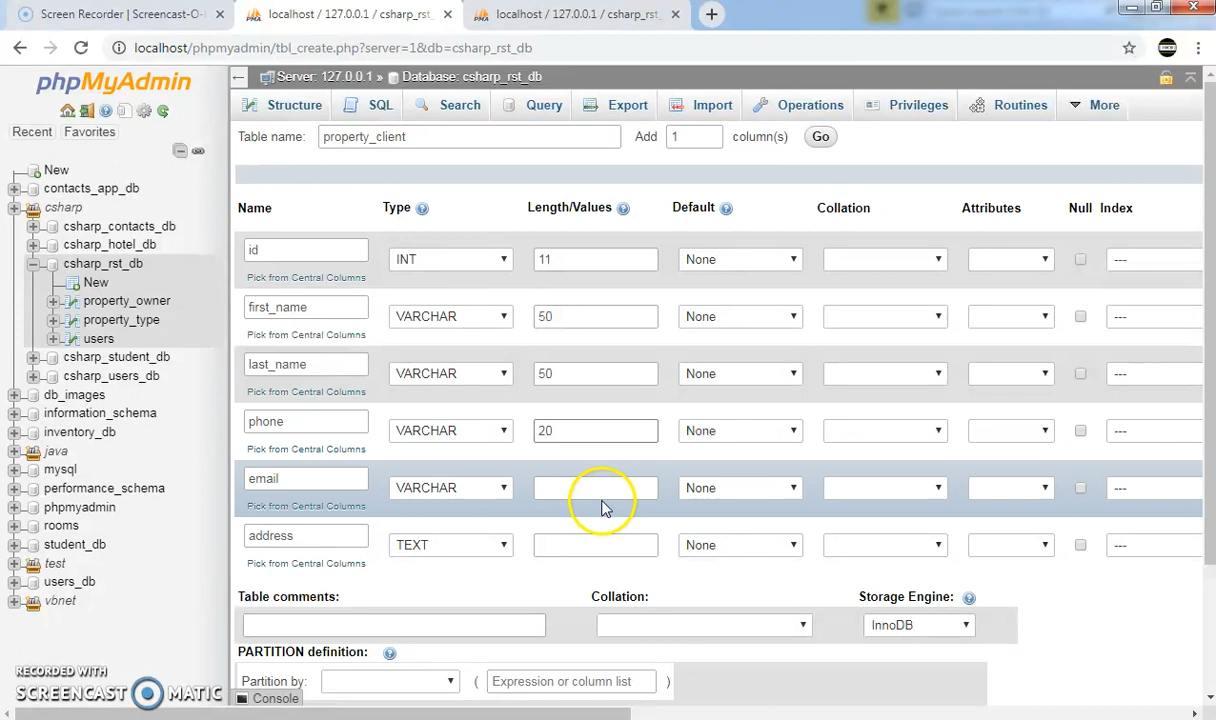 Screen Recorder | Screencast-O-
localhost / 127.0.0.1 / csharp_rst_
localhost / 127.0.0.1 / csharp_rst_
localhost/phpmyadmin/tbl_create.php?server=1&db=csharp_rst_db
phpMyAdmin
Recent Favorites
New
contacts_app_db
csharp
csharp_contacts_db
csharp_hotel_db
csharp_rst_db
New
property_owner
property_type
users
csharp_student_db
csharp_users_db
db_images
information_schema
inventory_db
java
mysql
performance_schema
phpmyadmin
rooms
student_db
test
users_db
vbnet
RECORDED WITH
SCREENCAST MATIC
Server: 127.0.0.1 » Database: csharp_rst_db
Structure SQL Search Query Export Import Operations Privileges Routines More
Table name: property_client Add 1 column(s) Go
Name Type Length/Values Default Collation Attributes Null Index
id INT 11 None ---
Pick from Central Columns
first_name VARCHAR 50 None ---
Pick from Central Columns
last_name VARCHAR 50 None ---
Pick from Central Columns
phone VARCHAR 20 None ---
Pick from Central Columns
email VARCHAR None ---
Pick from Central Columns
address TEXT None ---
Pick from Central Columns
Table comments: Collation: Storage Engine:
InnoDB
PARTITION definition:
Partition by: ( Expression or column list )
Console